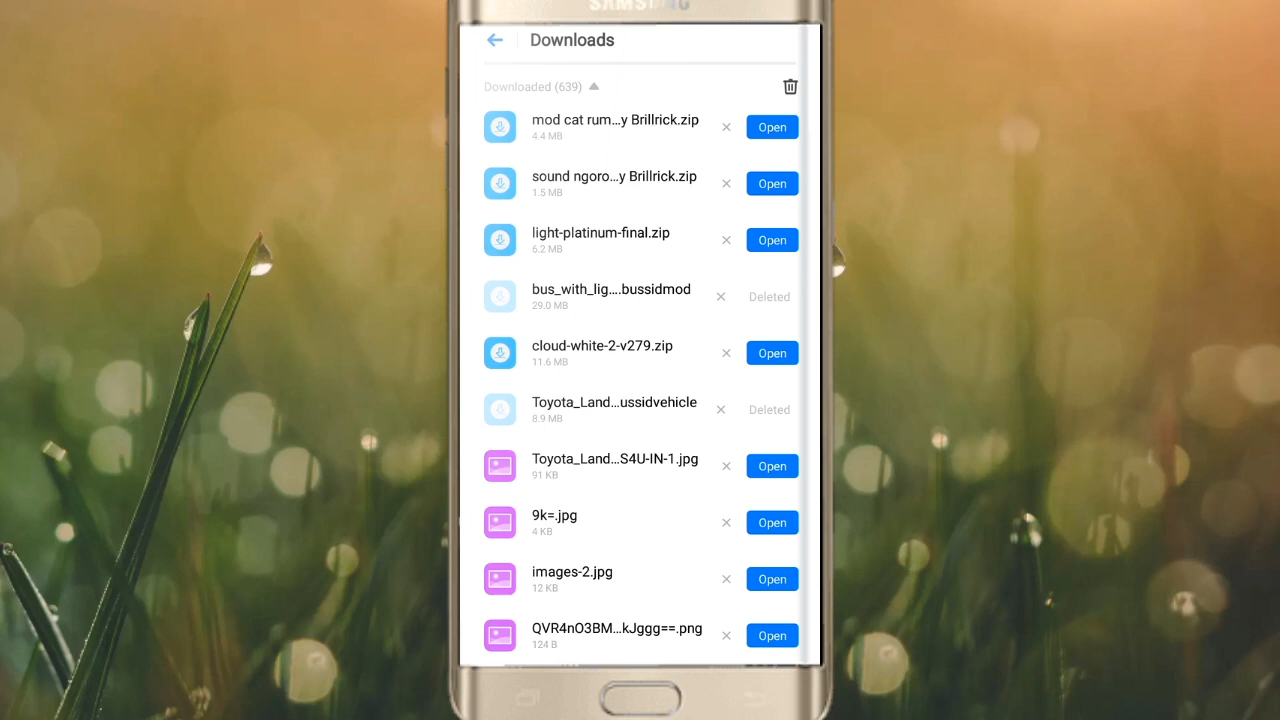 SAMSUNG
Downloads
Downloaded (639)
mod cat rum...y Brillrick.zip
4.4 MB
Open
sound ngoro...y Brillrick.zip
1.5 MB
Open
light-platinum-final.zip
6.2 MB
Open
bus_with_lig....bussidmod
29.0 MB
Deleted
cloud-white-2-v279.zip
11.6 MB
Open
Toyota_Land...ussidvehicle
8.9 MB
Deleted
Toyota_Land...S4U-IN-1.jpg
91 KB
Open
9k=.jpg
4 KB
Open
images-2.jpg
12 KB
Open
QVR4nO3BM...kJggg==.png
124 B
Open